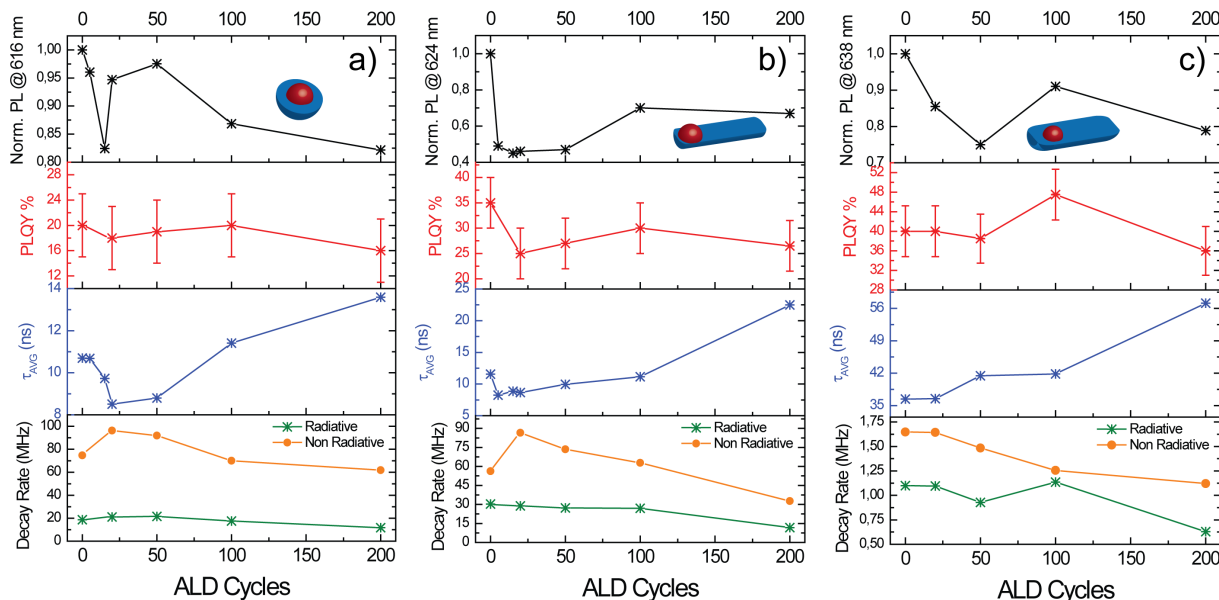 0 50 100 150 200
0 50 100 150 200
0 50 100 150 200
a)
b)
c)
Norm. PL @616 nm
1,00
0,95
0,90
0,85
0,80
Norm. PL @624 nm
1,0
0,8
0,6
0,4
Norm. PL @638 nm
1,0
0,9
0,8
0,7
PLQY %
28
24
20
16
12
PLQY %
45
40
35
30
25
20
PLQY %
52
48
44
40
36
32
28
τAVG (ns)
14
12
10
8
τAVG (ns)
25
20
15
10
5
τAVG (ns)
56
49
42
35
Decay Rate (MHz)
100
80
60
40
20
0
Radiative
Non Radiative
Decay Rate (MHz)
90
75
60
45
30
15
0
Radiative
Non Radiative
Decay Rate (MHz)
1,75
1,50
1,25
1,00
0,75
0,50
Radiative
Non Radiative
0 50 100 150 200
0 50 100 150 200
0 50 100 150 200
ALD Cycles
ALD Cycles
ALD Cycles